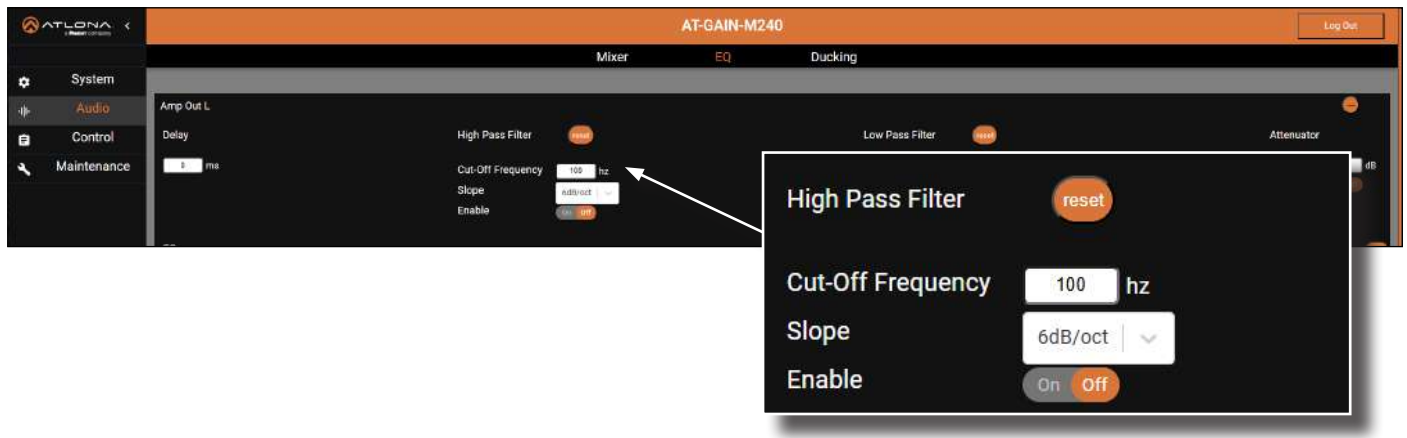 ATLONA
AT-GAIN-M240
Log Out
Mixer EQ Ducking
System
Audio
Control
Maintenance
Amp Out L
Delay High Pass Filter reset Low Pass Filter reset Attenuator
0 ms Cut-Off Frequency 100 hz dB
Slope 6dB/oct
Enable On Off
High Pass Filter reset
Cut-Off Frequency 100 hz
Slope 6dB/oct
Enable On Off